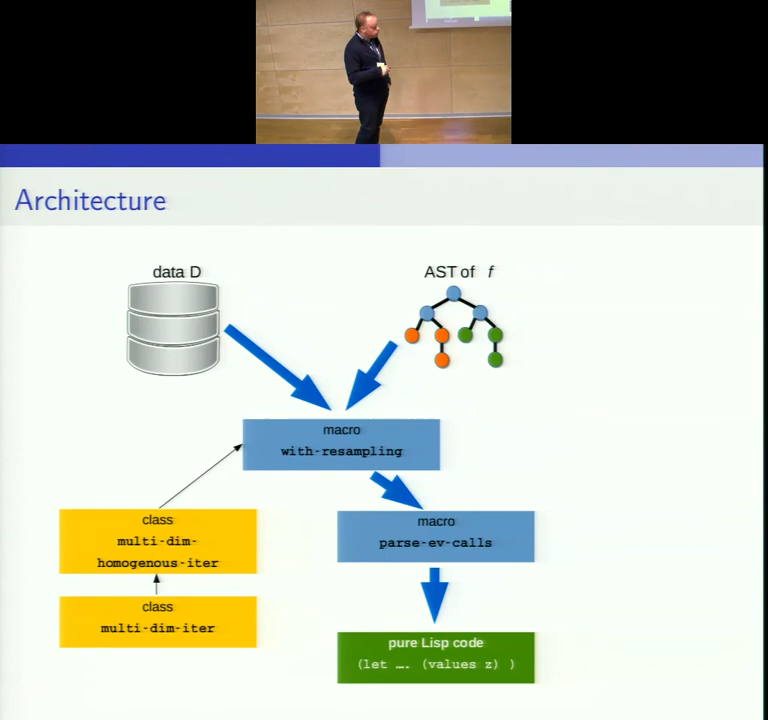 Architecture
data D
AST of f
macro
with-resampling
class
multi-dim-
homogenous-iter
macro
parse-ev-calls
class
multi-dim-iter
pure Lisp code
(let …. (values z) )